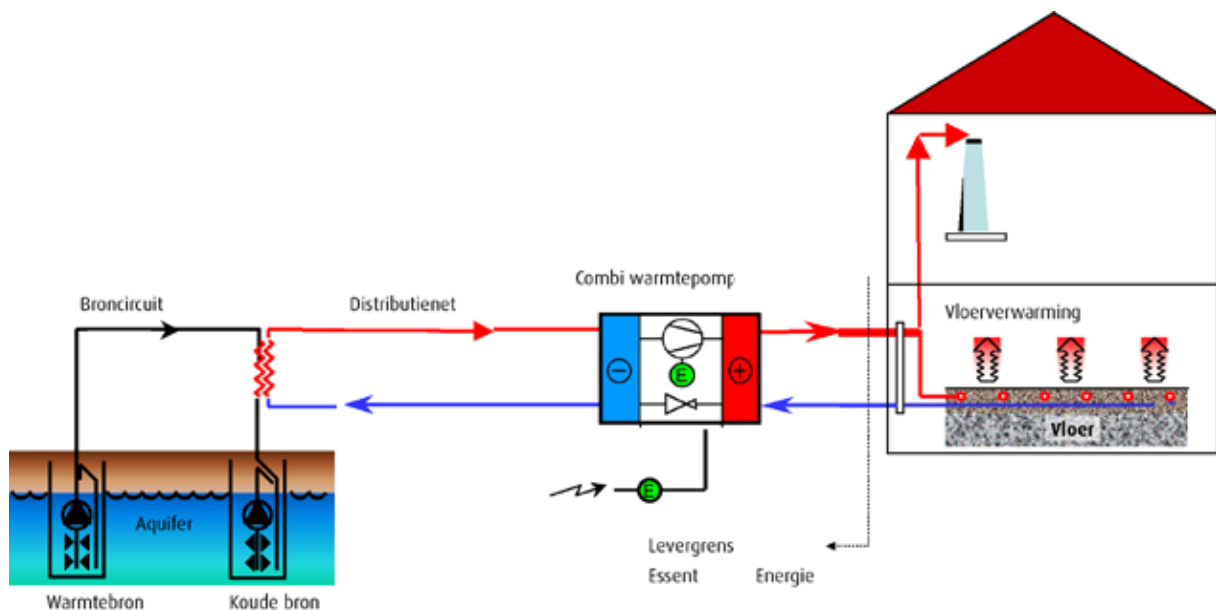 Combi warmtepomp
Broncircuit
Distributienet
Vloerverwarming
−
+
E
Vloer
E
Aquifer
Levergrens
Essent Energie
Warmtebron
Koude bron